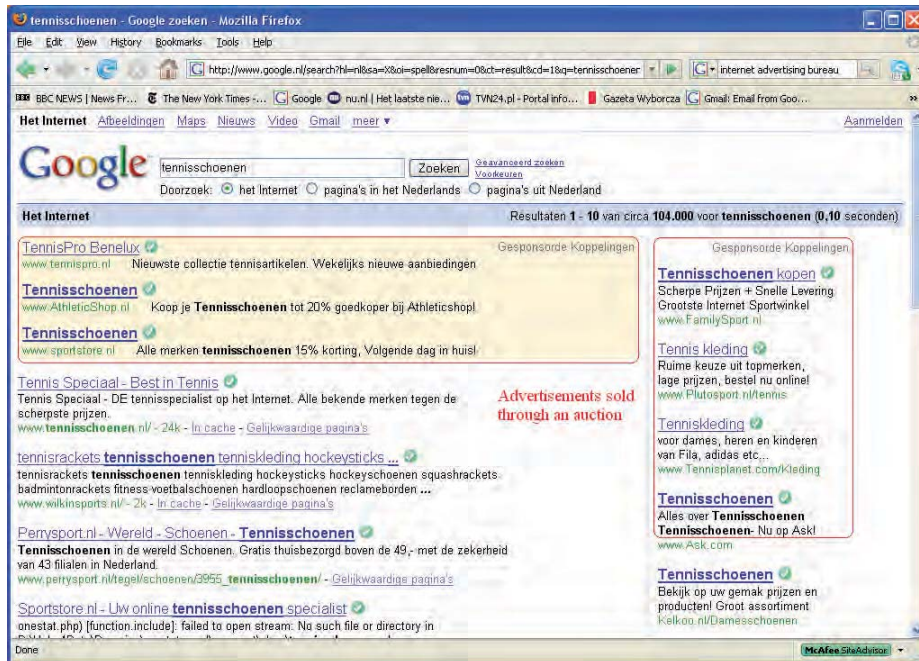 tennisschoenen - Google zoeken - Mozilla Firefox
File Edit View History Bookmarks Tools Help
http://www.google.nl/search?hl=nl&sa=X&oi=spell&resnum=0&ct=result&cd=1&q=tennisschoener
internet advertising bureau
BBC NEWS | News Fr... The New York Times -... Google nu.nl | Het laatste nie... TVN24.pl - Portal info... Gazeta Wyborcza Gmail: Email from Goo... »
Het Internet Afbeeldingen Maps Nieuws Video Gmail meer ▼ Aanmelden
Google
tennisschoenen Zoeken
Geavanceerd zoeken
Voorkeuren
Doorzoek: het Internet pagina's in het Nederlands pagina's uit Nederland
Het Internet Resultaten 1 - 10 van circa 104.000 voor tennisschoenen (0,10 seconden)
TennisPro Benelux Gesponsorde Koppelingen
www.tennispro.nl Nieuwste collectie tennisartikelen. Wekelijks nieuwe aanbiedingen
Tennisschoenen
www.AthleticShop.nl Koop je Tennisschoenen tot 20% goedkoper bij Athleticshop!
Tennisschoenen
www.sportstore.nl Alle merken tennisschoenen 15% korting, Volgende dag in huis!
Tennis Speciaal - Best in Tennis
Tennis Speciaal - DE tennisspecialist op het Internet. Alle bekende merken tegen de
scherpste prijzen.
www.tennisschoenen.nl/ - 24k - In cache - Gelijkwaardige pagina's
tennisrackets tennisschoenen tenniskleding hockeysticks ...
tennisrackets tennisschoenen tenniskleding hockeysticks hockeyschoenen squashrackets
badmintonrackets fitness-voetbalschoenen hardloopschoenen reclameborden ...
www.wilkinsports.nl/ - 2k - In cache - Gelijkwaardige pagina's
Perrysport.nl - Wereld - Schoenen - Tennisschoenen
Tennisschoenen in de wereld Schoenen. Gratis thuisbezorgd boven de 49,- met de zekerheid
van 43 filialen in Nederland.
www.perrysport.nl/tegel/schoenen/3955_tennisschoenen/ - Gelijkwaardige pagina's
Sportstore.nl - Uw online tennisschoenen specialist
onestat.php) [function.include]: failed to open stream: No such file or directory in
Advertisements sold
through an auction
Gesponsorde Koppelingen
Tennisschoenen kopen
Scherpe Prijzen + Snelle Levering
Grootste Internet Sportwinkel
www.FamilySport.nl
Tennis kleding
Ruime keuze uit topmerken,
lage prijzen, bestel nu online!
www.Plutosport.nl/tennis
Tenniskleding
voor dames, heren en kinderen
van Fila, adidas etc...
www.Tennisplanet.com/Kleding
Tennisschoenen
Alles over Tennisschoenen
Tennisschoenen- Nu op Ask!
www.Ask.com
Tennisschoenen
Bekijk op uw gemak prijzen en
producten! Groot assortiment
Kelkoo.nl/Damesschoenen
Done McAfee SiteAdvisor